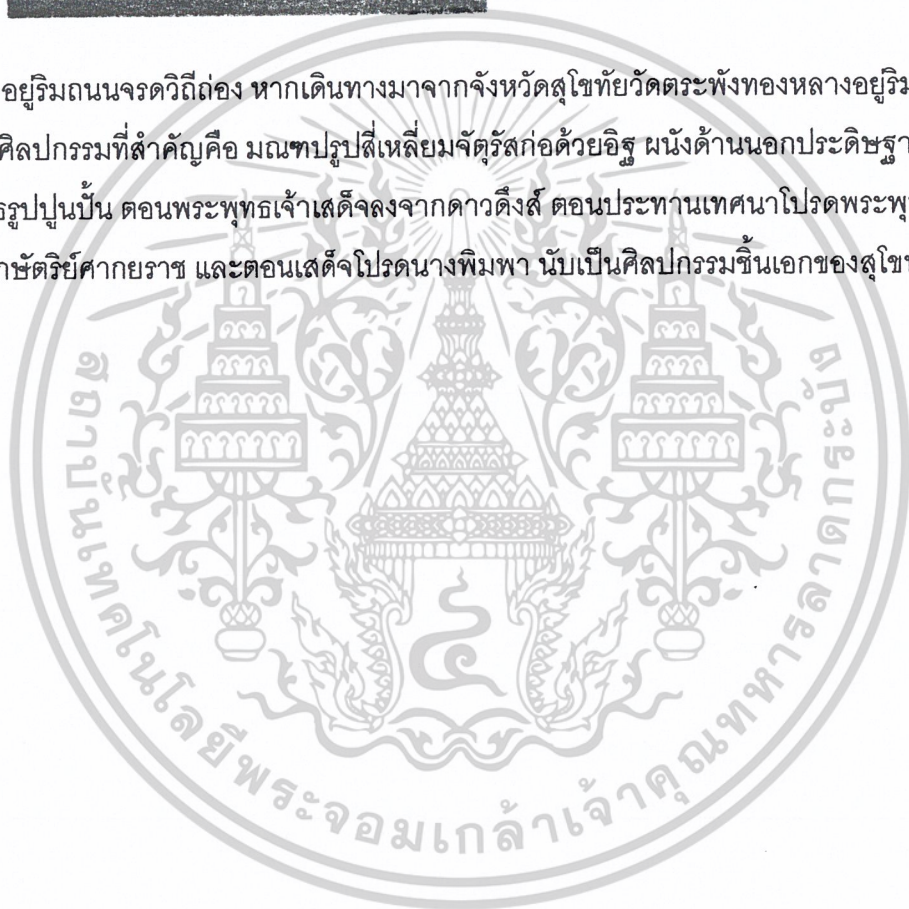 อยู่ริมถนนจรดวิถีถ่อง หากเดินทางมาจากจังหวัดสุโขทัยวัดตระพังทองหลางอยู่ริม
ศิลปกรรมที่สำคัญคือ มณฑปรูปสี่เหลี่ยมจัตุรัสก่อด้วยอิฐ ผนังด้านนอกประดิษฐา
รูปปูนปั้น ตอนพระพุทธเจ้าเสด็จลงจากดาวดึงส์ ตอนประทานเทศนาโปรดพระพุ
กษัตริย์ศากยราช และตอนเสด็จโปรดนางพิมพา นับเป็นศิลปกรรมชิ้นเอกของสุโข
สถาบันเทคโนโลยีพระจอมเกล้าเจ้าคุณทหารลาดกระบัง
๔